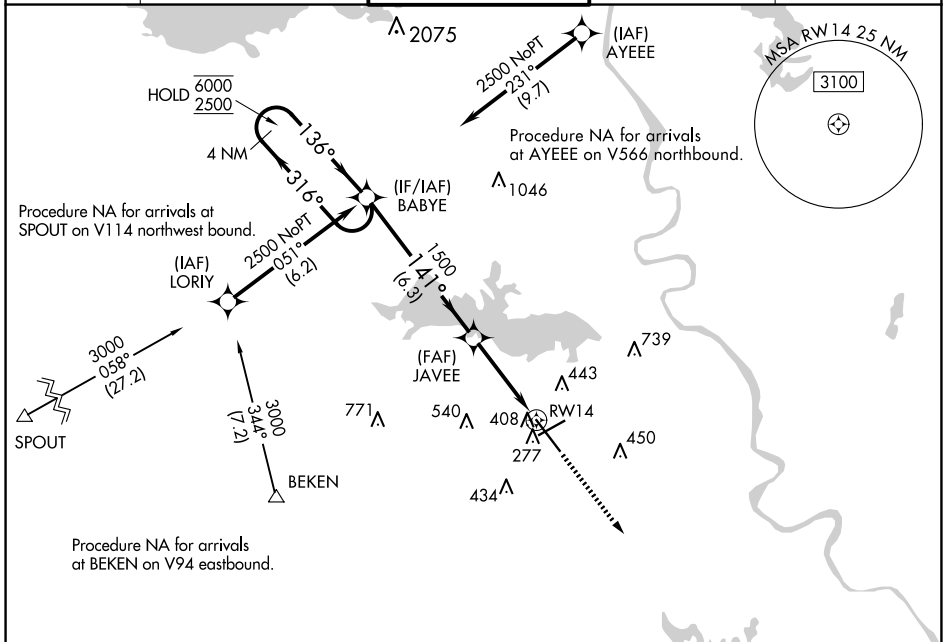 2075
(IAF)
AYEEE
2500 NoPT
231°
(9.7)
MSA RW 14 25 NM
3100
HOLD 6000
2500
4 NM
136°
316°
Procedure NA for arrivals
at AYEEE on V566 northbound.
(IF/IAF)
BABYE
1046
Procedure NA for arrivals at
SPOUT on V114 northwest bound.
(IAF)
LORIY
2500 NoPT
051°
(6.2)
1500
141°
(6.3)
3000
058°
(27.2)
SPOUT
3000
344°
(7.2)
BEKEN
(FAF)
JAVEE
739
443
771
540
408
RW14
277
450
434
Procedure NA for arrivals
at BEKEN on V94 eastbound.